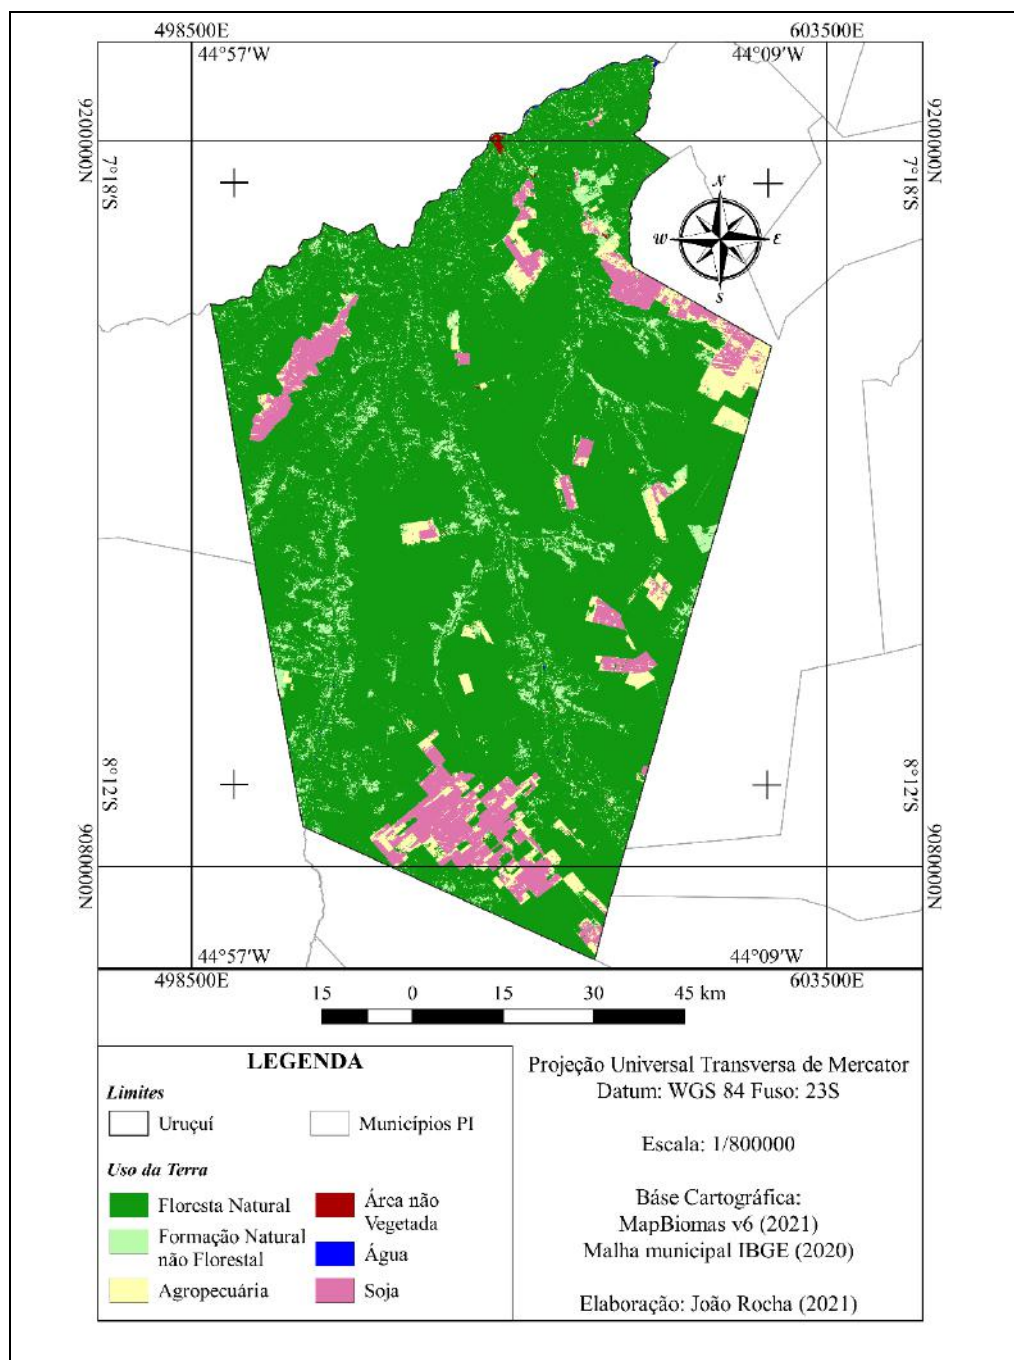 498500E 603500E
44°57'W 44°09'W
9200000N 9200000N
7°18'S 7°18'S
N
W E
S
8°12'S 8°12'S
9080000N 9080000N
44°57'W 44°09'W
498500E 603500E
15 0 15 30 45 km
LEGENDA
Limites
Uruçuí Municípios PI
Uso da Terra
Floresta Natural
Área não
Vegetada
Formação Natural
não Florestal
Água
Agropecuária
Soja
Projeção Universal Transversa de Mercator
Datum: WGS 84 Fuso: 23S
Escala: 1/800000
Báse Cartográfica:
MapBiomas v6 (2021)
Malha municipal IBGE (2020)
Elaboração: João Rocha (2021)